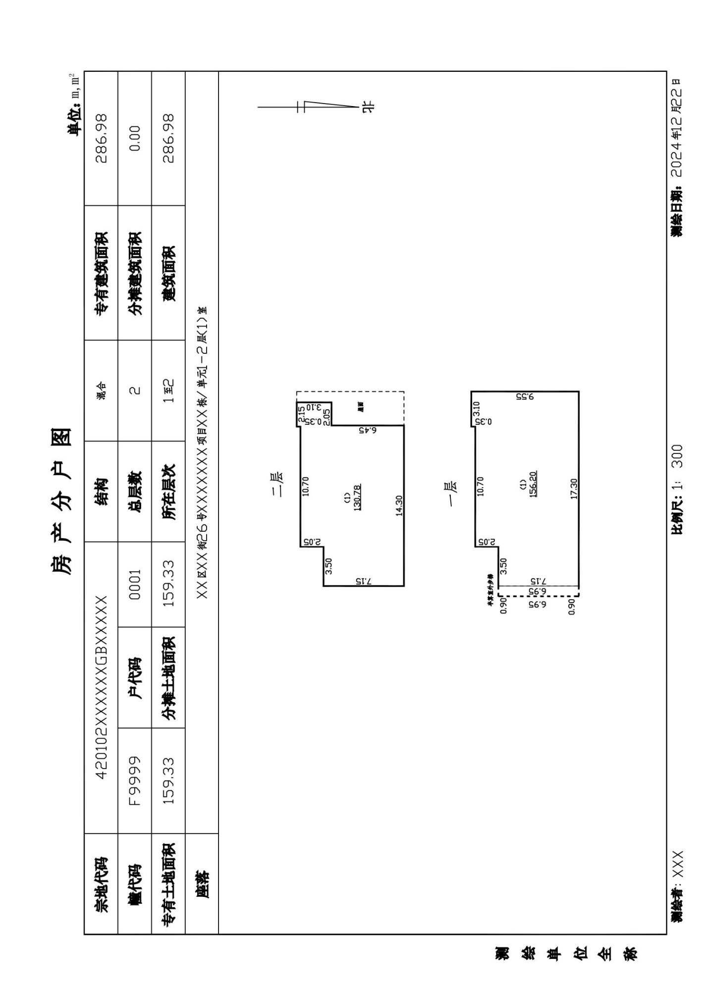 房产分户图
单位: m,m²
宗地代码 420102XXXXXXGBXXXXX 结构 混合 专有建筑面积 286.98
幢代码 F9999 户代码 0001 总层数 2 分摊建筑面积 0.00
专有土地面积 159.33 分摊土地面积 159.33 所在层次 1至2 建筑面积 286.98
座落 XX区XX街26号XXXXXXXX项目XX栋/单元1-2层(1)室
北
二层
2.15
3.10
0.35
2.05
10.70
2.05
6.45
屋面
(1)
130.78
3.50
7.15
14.30
一层
3.10
0.35
9.55
10.70
2.05
(1)
156.20
半算室外步梯
3.50
7.15
6.95
0.90
6.95
0.90
17.30
测绘单位全称
测绘者: XXX 比例尺: 1: 300 测绘日期: 2024年12月22日